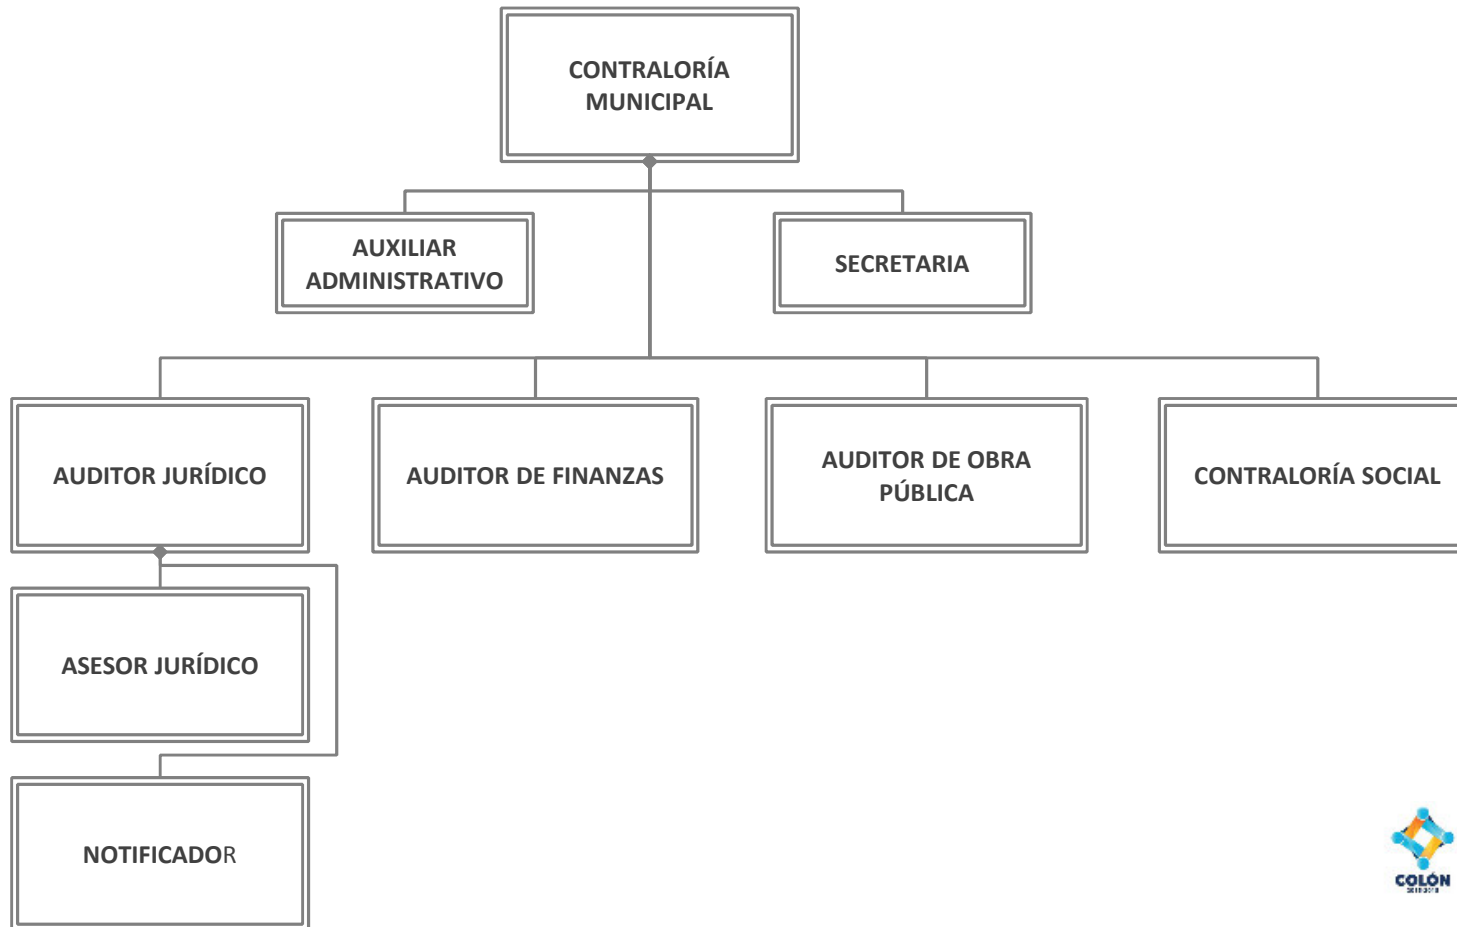 CONTRALORÍA
MUNICIPAL
AUXILIAR
ADMINISTRATIVO
SECRETARIA
AUDITOR JURÍDICO
AUDITOR DE FINANZAS
AUDITOR DE OBRA
PÚBLICA
CONTRALORÍA SOCIAL
ASESOR JURÍDICO
NOTIFICADOR
COLÓN